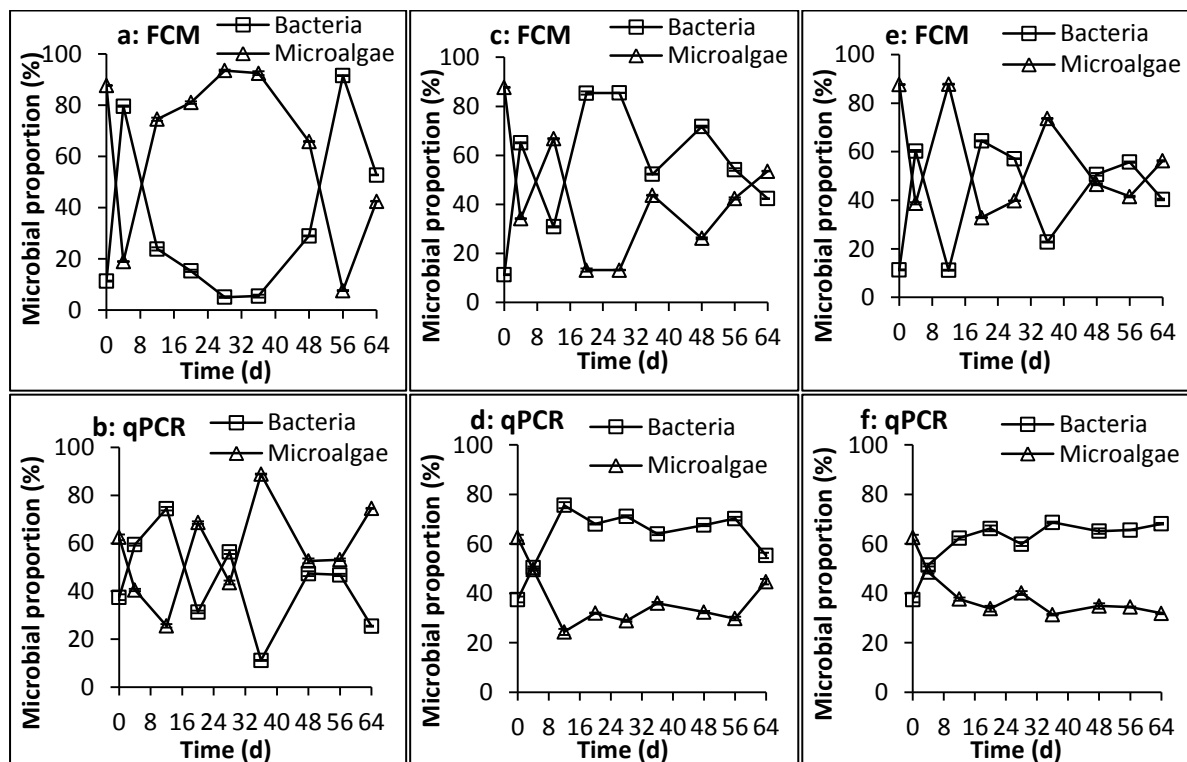 a: FCM
Bacteria
Microalgae
Microbial proportion (%)
100
80
60
40
20
0
0 8 16 24 32 40 48 56 64
Time (d)
c: FCM
Bacteria
Microalgae
Microbial proportion (%)
100
80
60
40
20
0
0 8 16 24 32 40 48 56 64
Time (d)
e: FCM
Bacteria
Microalgae
Microbial proportion (%)
100
80
60
40
20
0
0 8 16 24 32 40 48 56 64
Time (d)
b: qPCR
Bacteria
Microalgae
Microbial proportion (%)
100
80
60
40
20
0
0 8 16 24 32 40 48 56 64
Time (d)
d: qPCR
Bacteria
Microalgae
Microbial proportion (%)
100
80
60
40
20
0
0 8 16 24 32 40 48 56 64
Time (d)
f: qPCR
Bacteria
Microalgae
Microbial proportion (%)
100
80
60
40
20
0
0 8 16 24 32 40 48 56 64
Time (d)